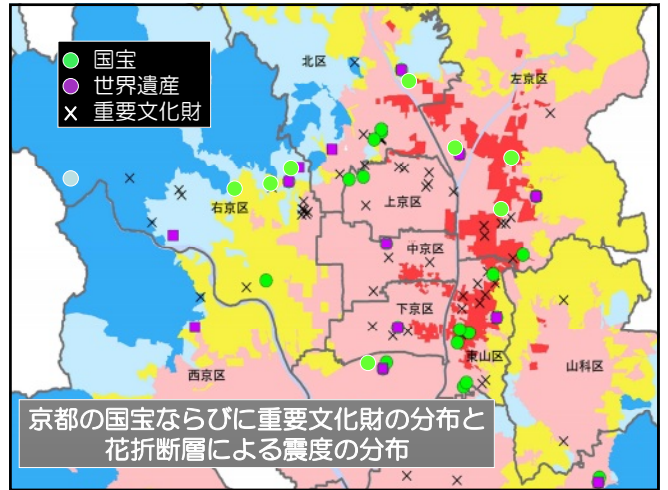 国宝
世界遺産
重要文化財
北区
左京区
右京区
上京区
中京区
下京区
東山区
山科区
西京区
京都の国宝ならびに重要文化財の分布と
花折断層による震度の分布